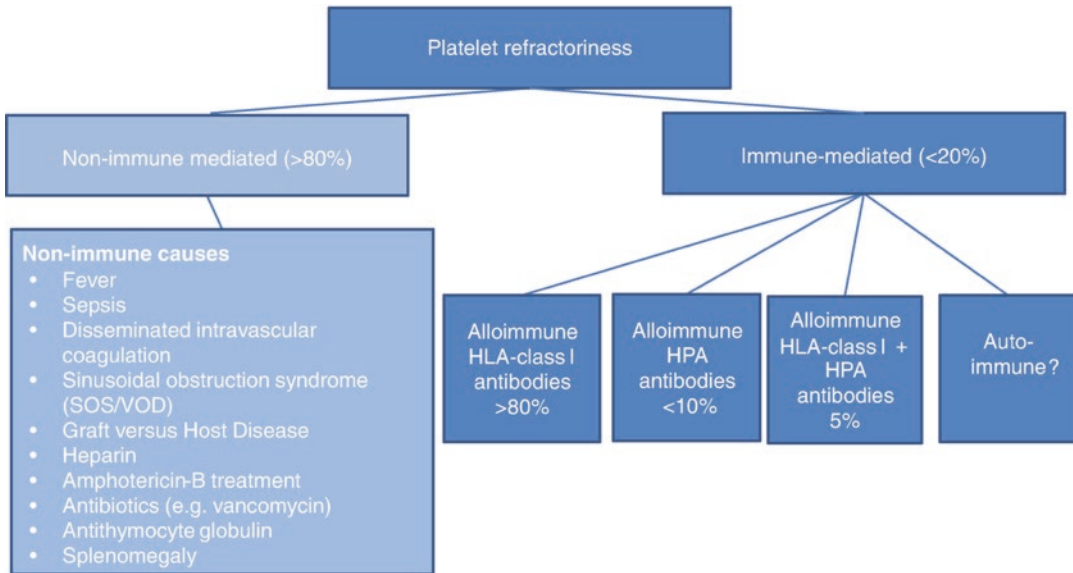 Platelet refractoriness
Non-immune mediated (>80%)
Immune-mediated (<20%)
Non-immune causes
• Fever
• Sepsis
• Disseminated intravascular
coagulation
• Sinusoidal obstruction syndrome
(SOS/VOD)
• Graft versus Host Disease
• Heparin
• Amphotericin-B treatment
• Antibiotics (e.g. vancomycin)
• Antithymocyte globulin
• Splenomegaly
Alloimmune
HLA-class I
antibodies
>80%
Alloimmune
HPA
antibodies
<10%
Alloimmune
HLA-class I +
HPA
antibodies
5%
Auto-
immune?